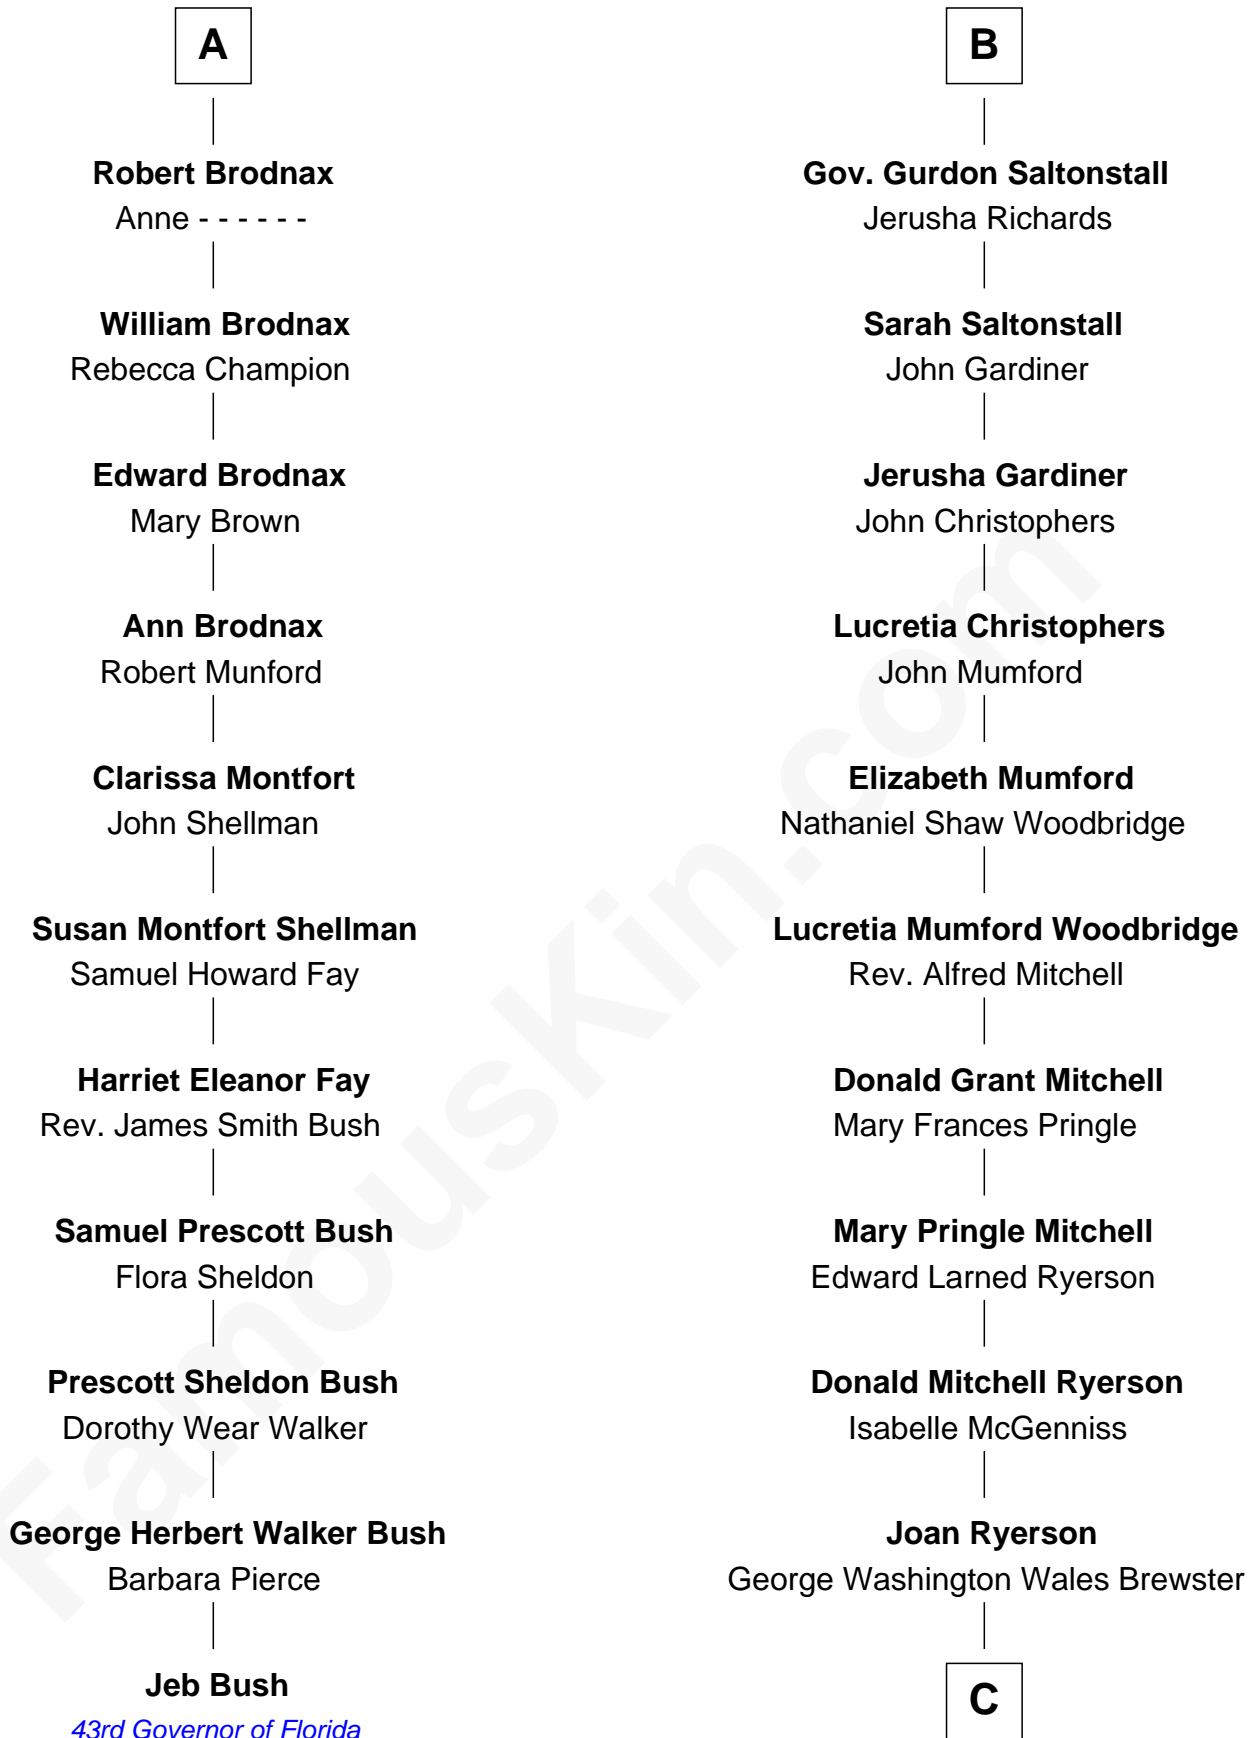 A
Robert Brodnax
Anne - - - - - -
William Brodnax
Rebecca Champion
Edward Brodnax
Mary Brown
Ann Brodnax
Robert Munford
Clarissa Montfort
John Shellman
Susan Montfort Shellman
Samuel Howard Fay
Harriet Eleanor Fay
Rev. James Smith Bush
Samuel Prescott Bush
Flora Sheldon
Prescott Sheldon Bush
Dorothy Wear Walker
George Herbert Walker Bush
Barbara Pierce
Jeb Bush
43rd Governor of Florida
B
Gov. Gurdon Saltonstall
Jerusha Richards
Sarah Saltonstall
John Gardiner
Jerusha Gardiner
John Christophers
Lucretia Christophers
John Mumford
Elizabeth Mumford
Nathaniel Shaw Woodbridge
Lucretia Mumford Woodbridge
Rev. Alfred Mitchell
Donald Grant Mitchell
Mary Frances Pringle
Mary Pringle Mitchell
Edward Larned Ryerson
Donald Mitchell Ryerson
Isabelle McGenniss
Joan Ryerson
George Washington Wales Brewster
C
FamousKin.com